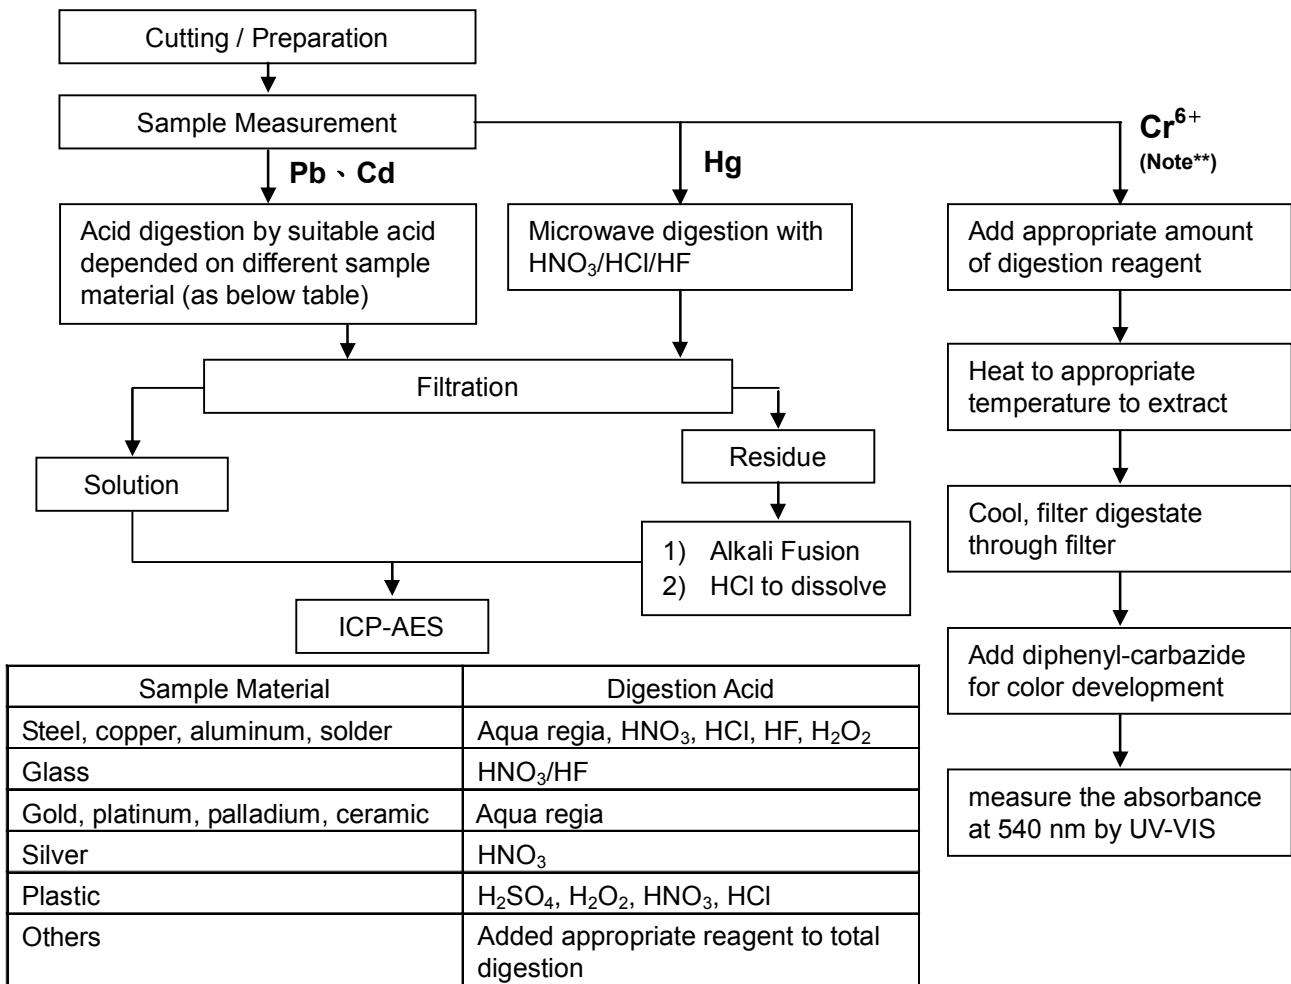 Cutting / Preparation
Sample Measurement
Pb、Cd
Hg
Cr⁶⁺
(Note**)
Acid digestion by suitable acid
depended on different sample
material (as below table)
Microwave digestion with
HNO₃/HCl/HF
Add appropriate amount
of digestion reagent
Filtration
Heat to appropriate
temperature to extract
Solution
Residue
1) Alkali Fusion
2) HCl to dissolve
Cool, filter digestate
through filter
ICP-AES
Add diphenyl-carbazide
for color development
measure the absorbance
at 540 nm by UV-VIS
Sample Material	Digestion Acid
Steel, copper, aluminum, solder	Aqua regia, HNO₃, HCl, HF, H₂O₂
Glass	HNO₃/HF
Gold, platinum, palladium, ceramic	Aqua regia
Silver	HNO₃
Plastic	H₂SO₄, H₂O₂, HNO₃, HCl
Others	Added appropriate reagent to total
digestion